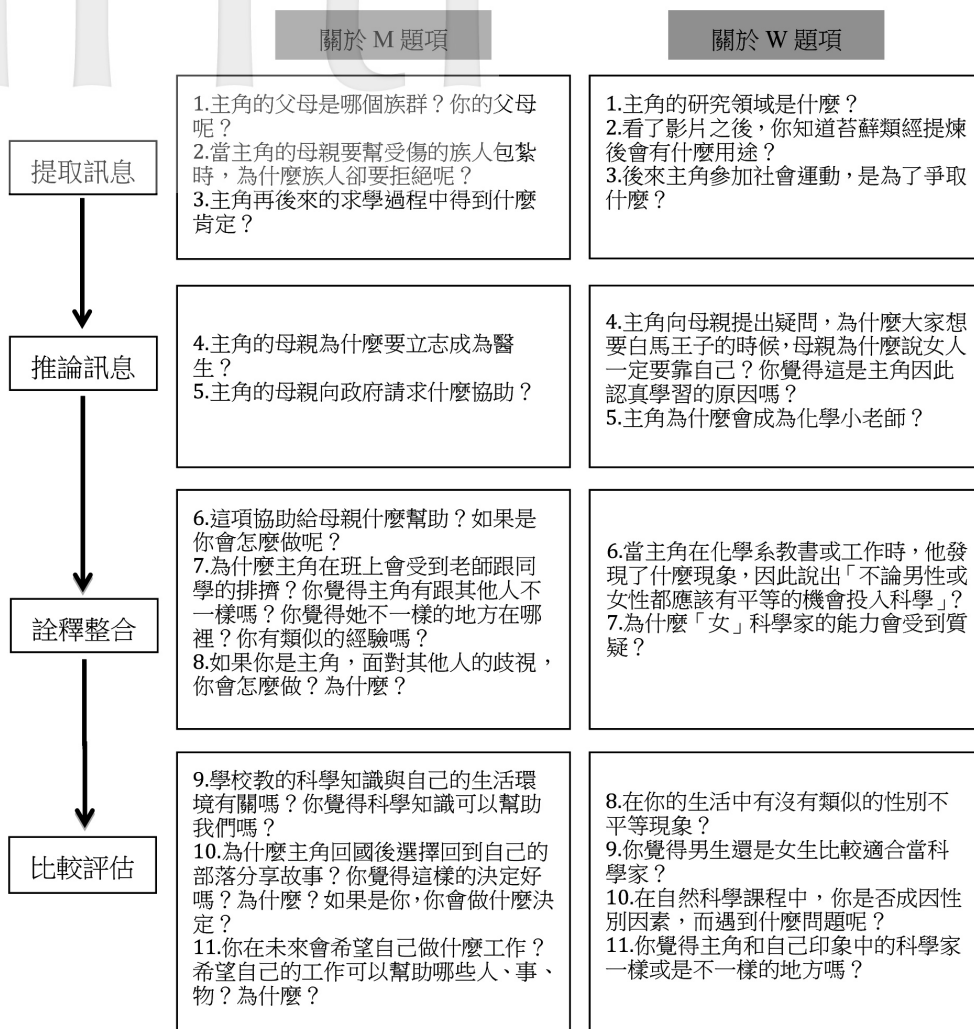 關於 M 題項
關於 W 題項
提取訊息
1.主角的父母是哪個族群？你的父母
呢？
2.當主角的母親要幫受傷的族人包紮
時，為什麼族人卻要拒絕呢？
3.主角再後來的求學過程中得到什麼
肯定？
1.主角的研究領域是什麼？
2.看了影片之後，你知道苔蘚類經提煉
後會有什麼用途？
3.後來主角參加社會運動，是為了爭取
什麼？
推論訊息
4.主角的母親為什麼要立志成為醫
生？
5.主角的母親向政府請求什麼協助？
4.主角向母親提出疑問，為什麼大家想
要白馬王子的時候，母親為什麼說女人
一定要靠自己？你覺得這是主角因此
認真學習的原因嗎？
5.主角為什麼會成為化學小老師？
詮釋整合
6.這項協助給母親什麼幫助？如果是
你會怎麼做呢？
7.為什麼主角在班上會受到老師跟同
學的排擠？你覺得主角有跟其他人不
一樣嗎？你覺得她不一樣的地方在哪
裡？你有類似的經驗嗎？
8.如果你是主角，面對其他人的歧視，
你會怎麼做？為什麼？
6.當主角在化學系教書或工作時，他發
現了什麼現象，因此說出「不論男性或
女性都應該有平等的機會投入科學」？
7.為什麼「女」科學家的能力會受到質
疑？
比較評估
9.學校教的科學知識與自己的生活環
境有關嗎？你覺得科學知識可以幫助
我們嗎？
10.為什麼主角回國後選擇回到自己的
部落分享故事？你覺得這樣的決定好
嗎？為什麼？如果是你，你會做什麼決
定？
11.你在未來會希望自己做什麼工作？
希望自己的工作可以幫助哪些人、事、
物？為什麼？
8.在你的生活中有沒有類似的性別不
平等現象？
9.你覺得男生還是女生比較適合當科
學家？
10.在自然科學課程中，你是否成因性
別因素，而遇到什麼問題呢？
11.你覺得主角和自己印象中的科學家
一樣或是不一樣的地方嗎？